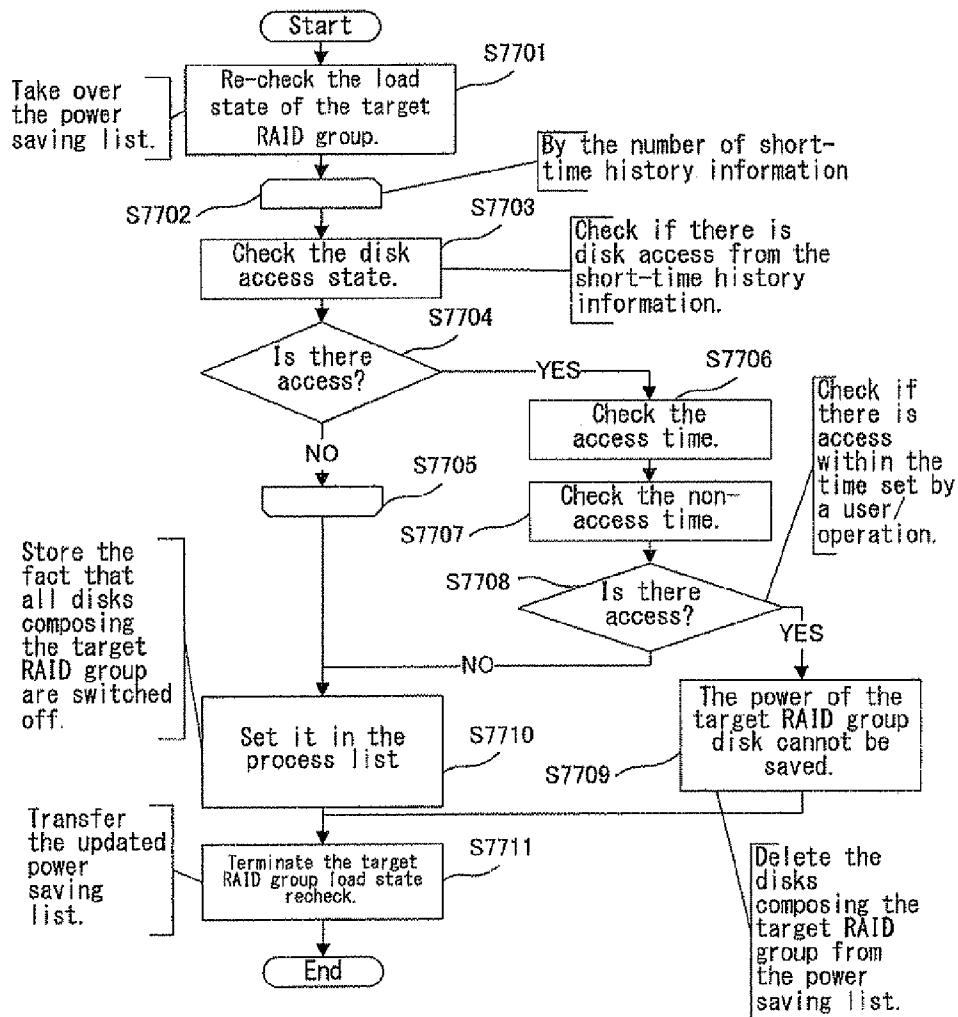 Start
S7701
Re-check the load
state of the target
RAID group.
Take over
the power
saving list.
By the number of short-
time history information
S7702
S7703
Check the disk
access state.
Check if there is
disk access from the
short-time history
information.
S7704
Is there
access?
YES
NO
S7706
Check the
access time.
Check if
there is
access
within the
time set by
a user/
operation.
S7705
S7707
Check the non-
access time.
S7708
Is there
access?
YES
NO
Store the
fact that
all disks
composing
the target
RAID group
are switched
off.
Set it in the
process list
S7710
S7709
The power of the
target RAID group
disk cannot be
saved.
Transfer
the updated
power
saving
list.
Terminate the target
RAID group load state
recheck.
S7711
Delete the
disks
composing the
target RAID
group from
the power
saving list.
End